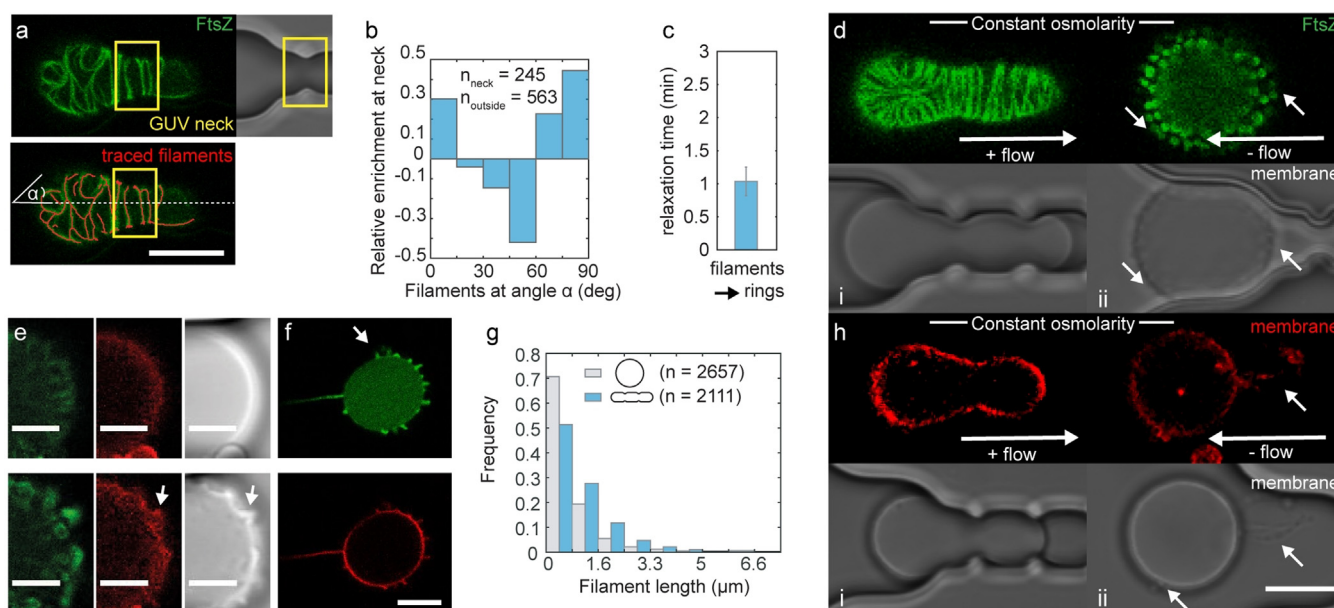 a
FtsZ
GUV neck
traced filaments
α
b
Relative enrichment at neck
0.5
0.3
0.1
0
-0.1
-0.3
-0.5
n neck = 245
n outside = 563
0 30 60 90
Filaments at angle α (deg)
c
relaxation time (min)
3
2.5
2
1.5
1
0.5
0
filaments
→ rings
d
Constant osmolarity
FtsZ
+ flow
- flow
membrane
i
ii
e
f
g
Frequency
0.8
0.7
0.6
0.5
0.4
0.3
0.2
0.1
0
(n = 2657)
(n = 2111)
0 1.6 3.3 6.6
Filament length (µm)
h
Constant osmolarity
membrane
+ flow
- flow
membrane
i
ii